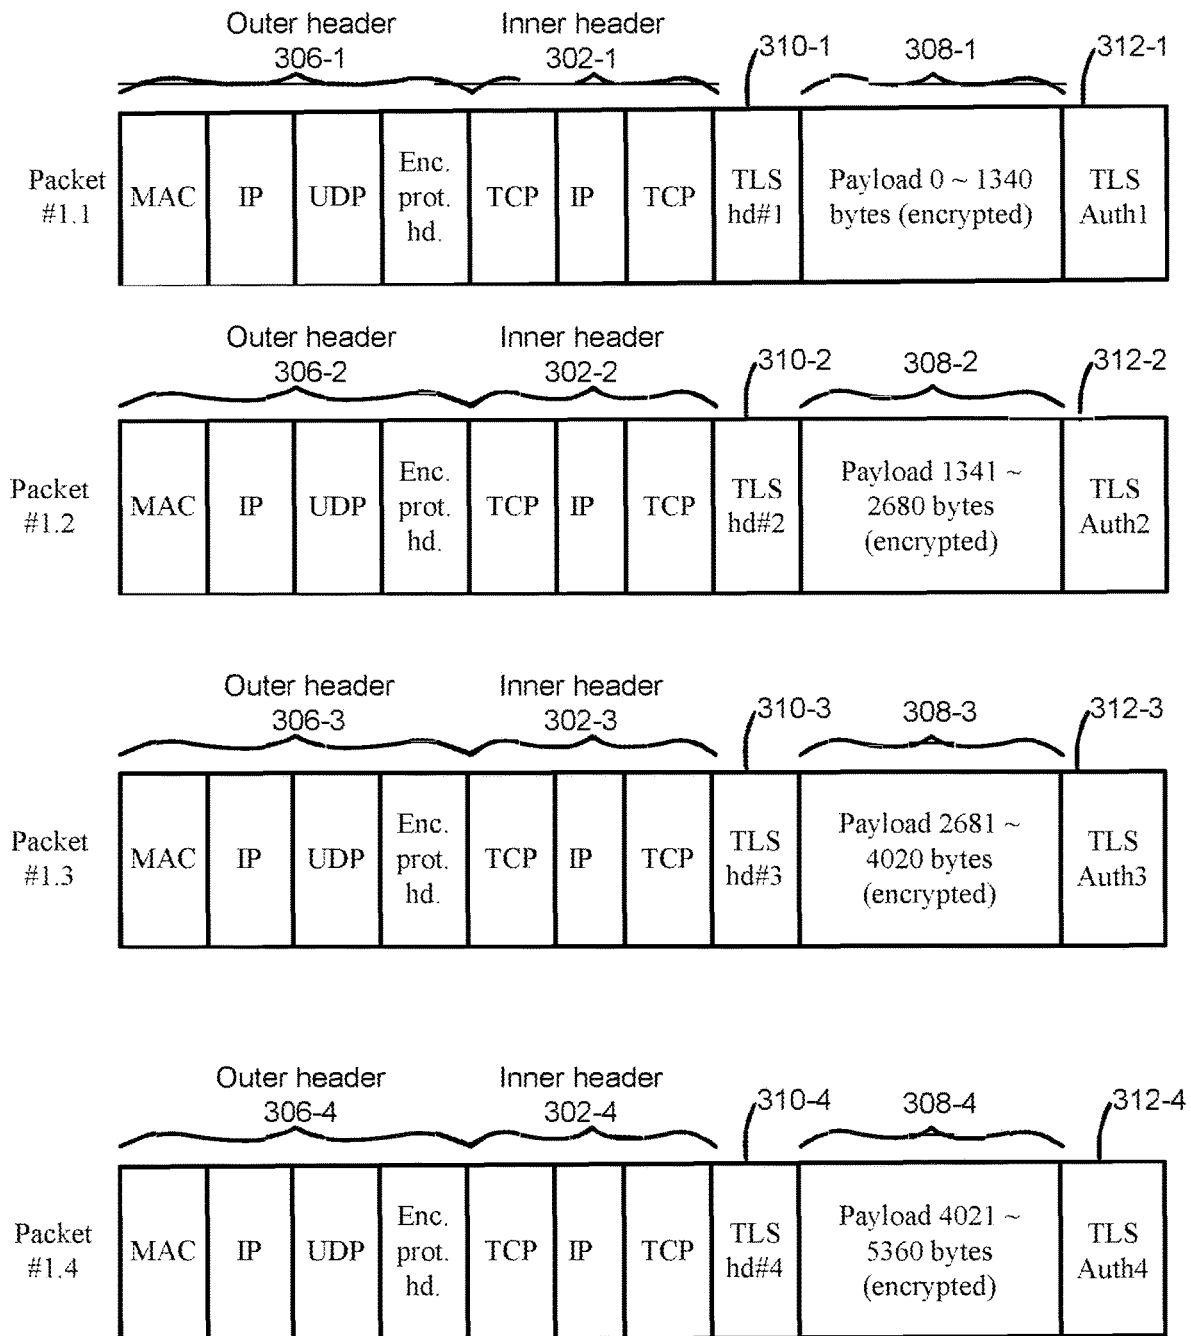 Outer header
306-1
Inner header
302-1
310-1
308-1
312-1
Packet
#1.1
MAC
IP
UDP
Enc.
prot.
hd.
TCP
IP
TCP
TLS
hd#1
Payload 0 ~ 1340
bytes (encrypted)
TLS
Auth1
Outer header
306-2
Inner header
302-2
310-2
308-2
312-2
Packet
#1.2
MAC
IP
UDP
Enc.
prot.
hd.
TCP
IP
TCP
TLS
hd#2
Payload 1341 ~
2680 bytes
(encrypted)
TLS
Auth2
Outer header
306-3
Inner header
302-3
310-3
308-3
312-3
Packet
#1.3
MAC
IP
UDP
Enc.
prot.
hd.
TCP
IP
TCP
TLS
hd#3
Payload 2681 ~
4020 bytes
(encrypted)
TLS
Auth3
Outer header
306-4
Inner header
302-4
310-4
308-4
312-4
Packet
#1.4
MAC
IP
UDP
Enc.
prot.
hd.
TCP
IP
TCP
TLS
hd#4
Payload 4021 ~
5360 bytes
(encrypted)
TLS
Auth4